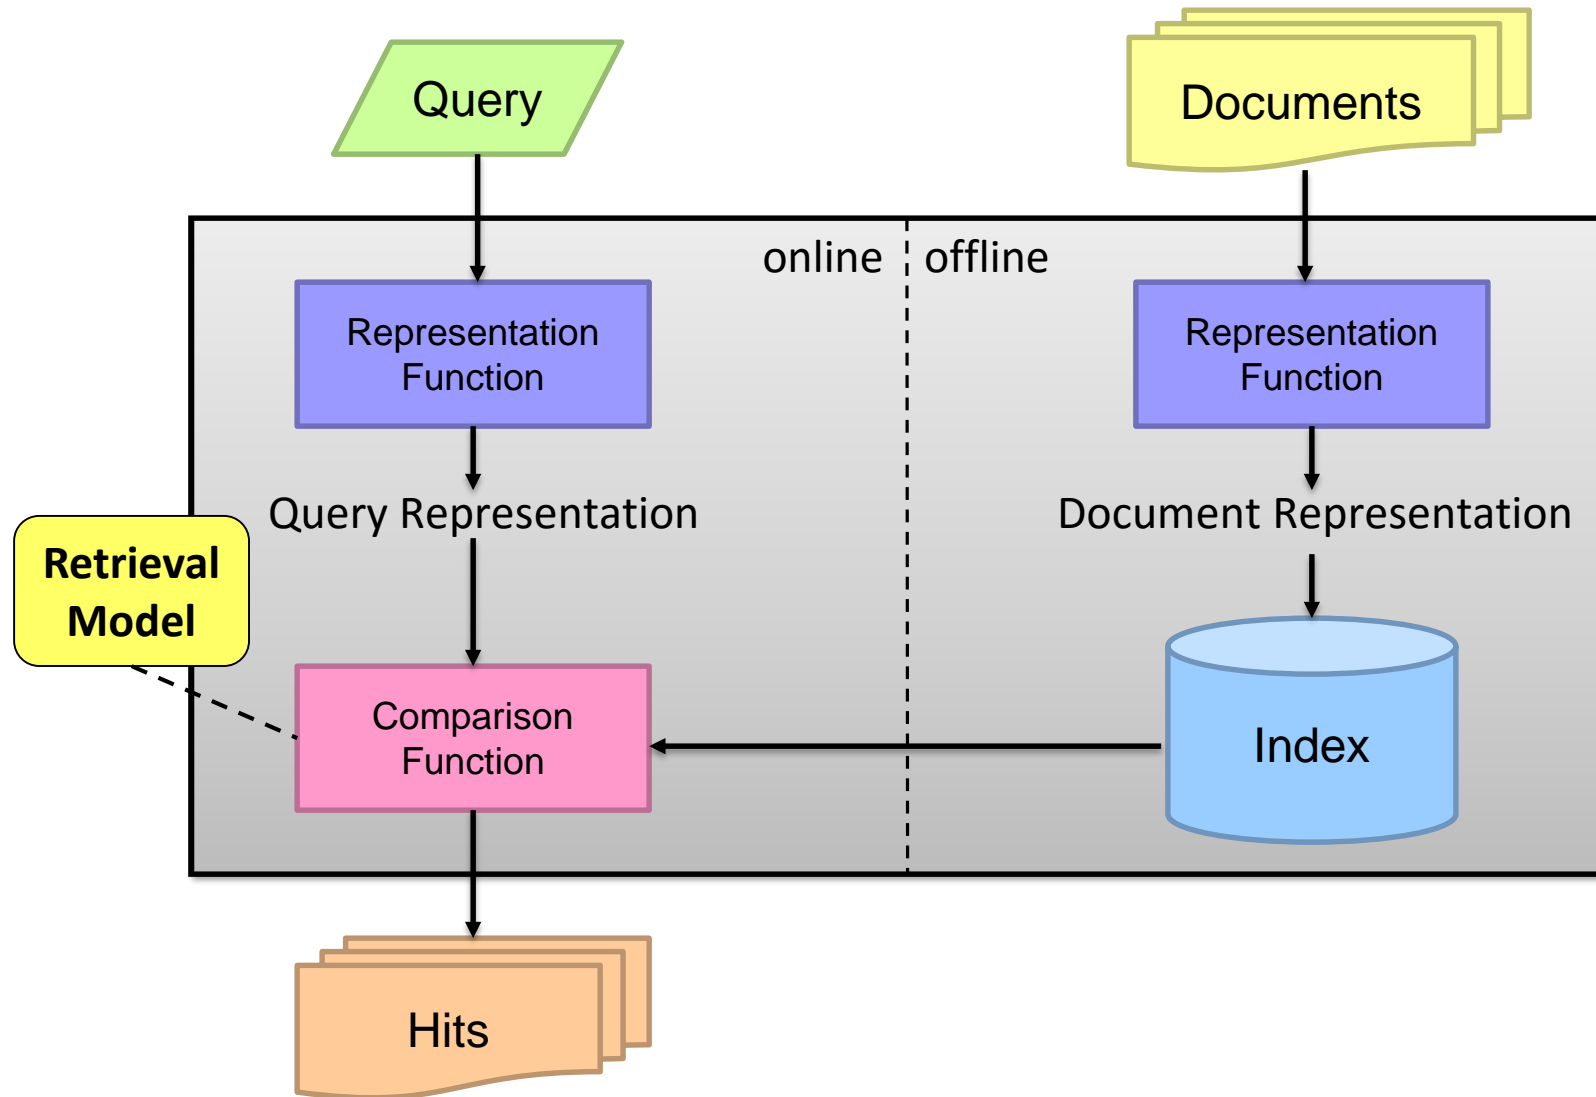 Query
Documents
online
offline
Representation
Function
Representation
Function
Query Representation
Document Representation
Retrieval
Model
Comparison
Function
Index
Hits